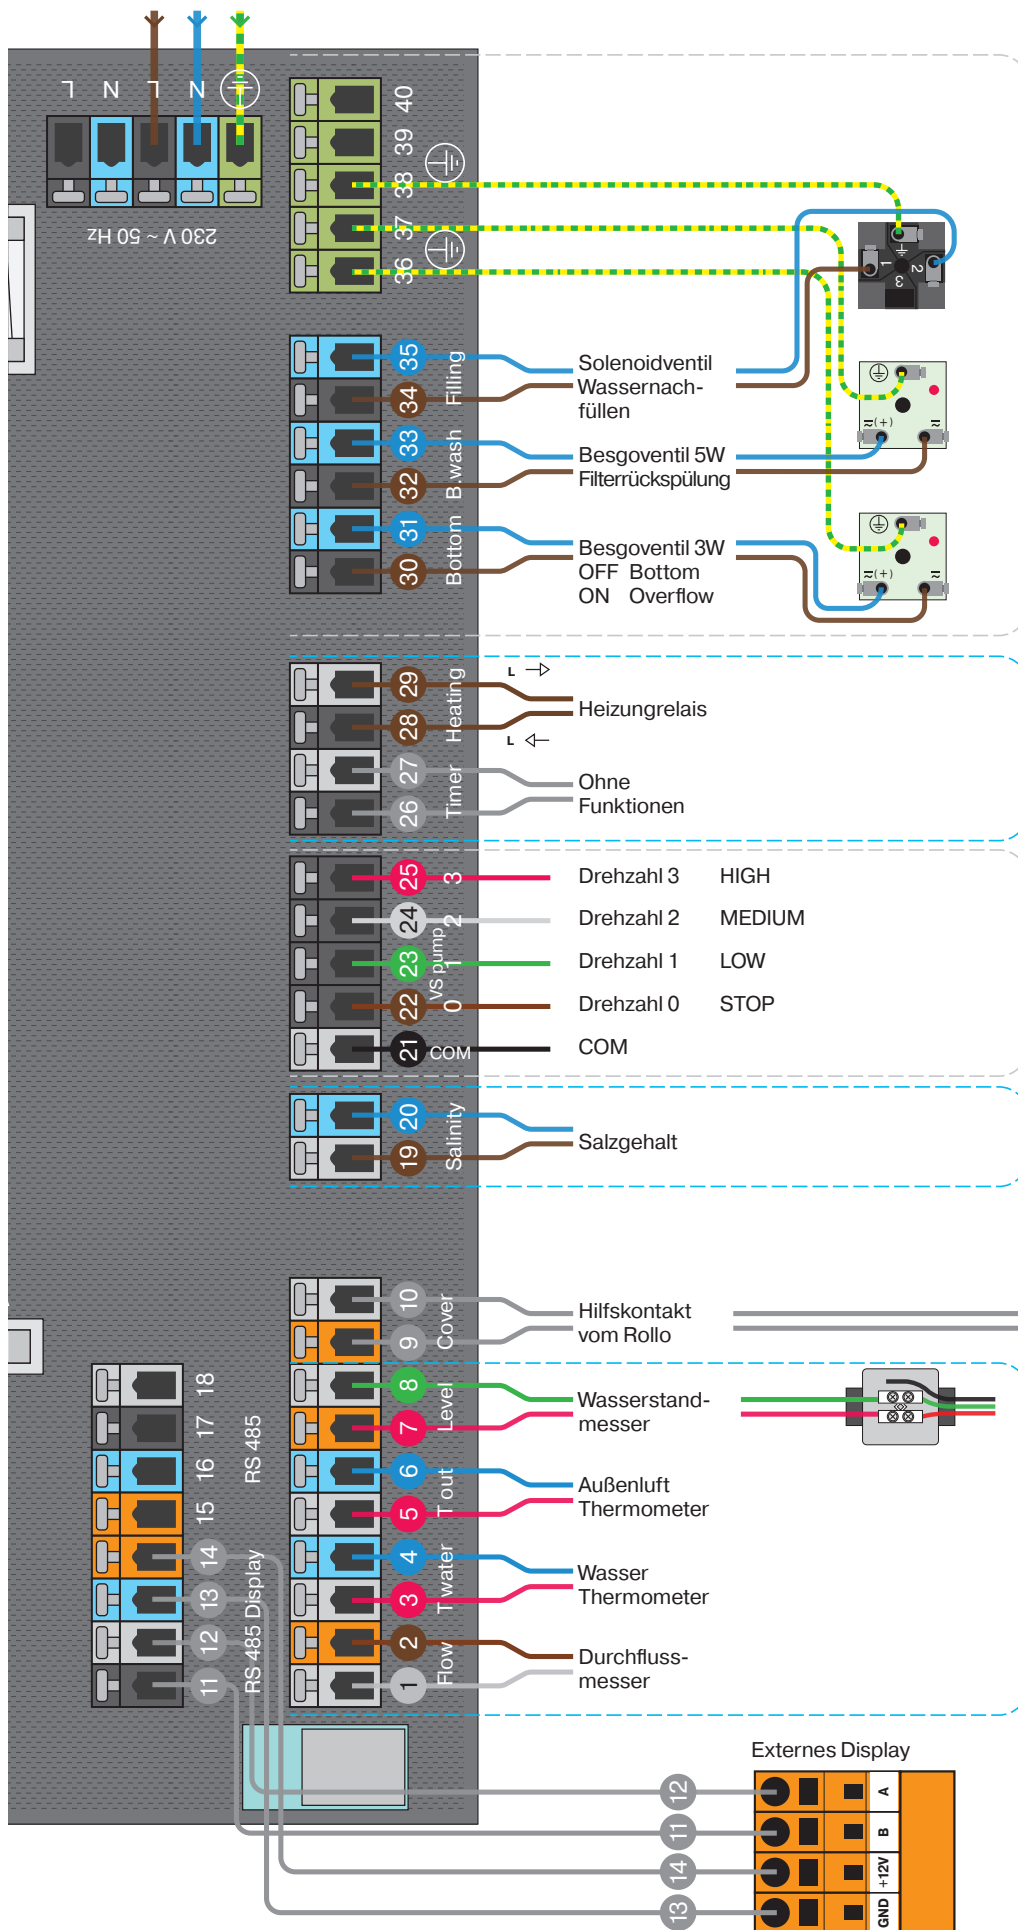 L N L N
230 V ~ 50 Hz
40
39
38
37
36
1
2
3
35
34
Filling
Solenoidventil
Wassernach-
füllen
33
32
B.wash
Besgoventil 5W
Filterrückspülung
≂(+) ≂
31
30
Bottom
Besgoventil 3W
OFF Bottom
ON Overflow
≂(+) ≂
29
28
Heating
L
L
Heizungrelais
27
26
Timer
Ohne
Funktionen
25 3 Drehzahl 3 HIGH
24 2 Drehzahl 2 MEDIUM
23 1 Drehzahl 1 LOW
22 0 Drehzahl 0 STOP
VS pump
21 COM COM
20
19
Salinity
Salzgehalt
10
9
Cover
Hilfskontakt
vom Rollo
8
7
Level
Wasserstand-
messer
6
5
T out
Außenluft
Thermometer
4
3
T water
Wasser
Thermometer
2
1
Flow
Durchfluss-
messer
18
17
16
15
RS 485
14
13
12
11
RS 485 Display
Externes Display
12 A
11 B
14 +12V
13 GND